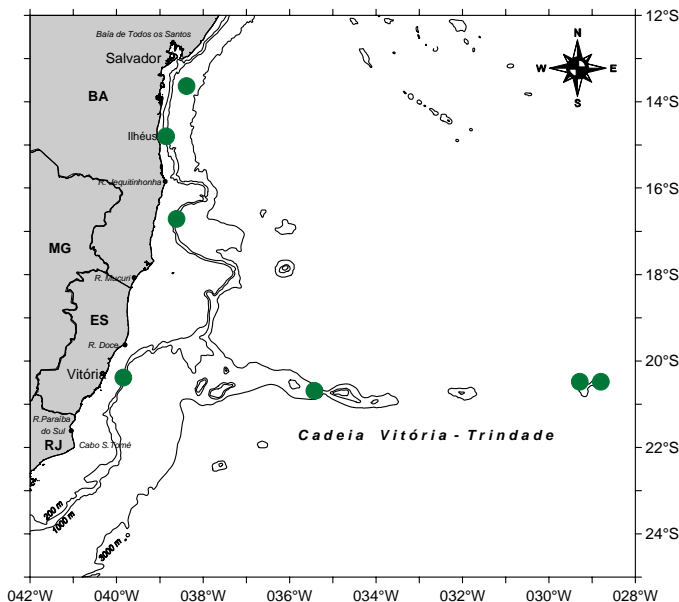 12°S
Baía de Todos os Santos
Salvador
N
W E
S
BA
14°S
Ilhéus
R. Jequitinhonha
16°S
MG
18°S
R. Mucuri
ES
R. Doce
20°S
Vitória
R.Paraíba
do Sul
RJ
Cabo S.Tomé
Cadeia Vitória - Trindade
22°S
200 m
1000 m
3000 m
24°S
042°W 040°W 038°W 036°W 034°W 032°W 030°W 028°W